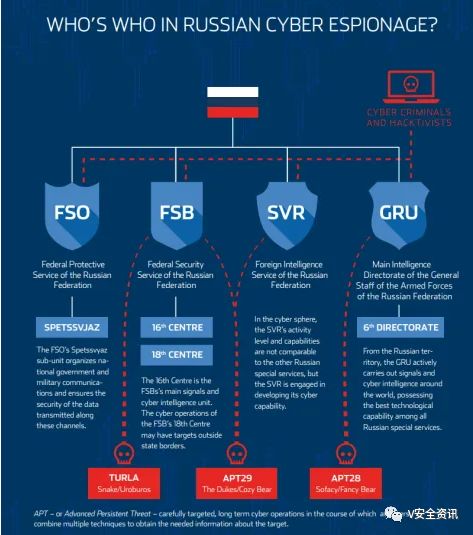 WHO'S WHO IN RUSSIAN CYBER ESPIONAGE?
CYBER CRIMINALS
AND HACKTIVISTS
FSO
Federal Protective
Service of the Russian
Federation
SPETSSVJAZ
The FSO's Spetssvyaz
sub-unit organizes na-
tional government and
military communica-
tions and ensures the
security of the data
transmitted along
these channels.
FSB
Federal Security
Service of the Russian
Federation
16th CENTRE
18th CENTRE
The 16th Centre is the
FSBs's main signals and
cyber intelligence unit.
The cyber operations of
the FSB's 18th Centre
may have targets outside
state borders.
SVR
Foreign Intelligence
Service of the Russian
Federation
In the cyber sphere,
the SVR's activity
level and capabilities
are not comparable
to the other Russian
special services, but
the SVR is engaged in
developing its cyber
capability.
GRU
Main Intelligence
Directorate of the General
Staff of the Armed Forces
of the Russian Federation
6th DIRECTORATE
From the Russian ter-
ritory, the GRU actively
carries out signals and
cyber intelligence around
the world, possessing
the best technological
capability among all
Russian special services.
TURLA
Snake/Uroburos
APT29
The Dukes/Cozy Bear
APT28
Sofacy/Fancy Bear
APT – or Advanced Persistent Threat – carefully targeted, long term cyber operations in the course of which
combine multiple techniques to obtain the needed information about the target.
V安全资讯